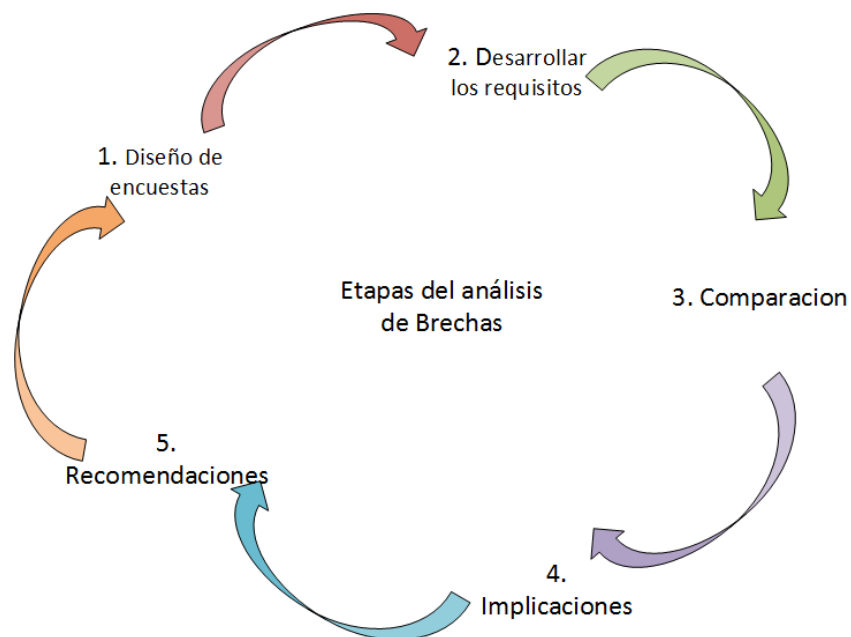 1. Diseño de
encuestas
2. Desarrollar
los requisitos
3. Comparacion
4.
Implicaciones
5.
Recomendaciones
Etapas del análisis
de Brechas